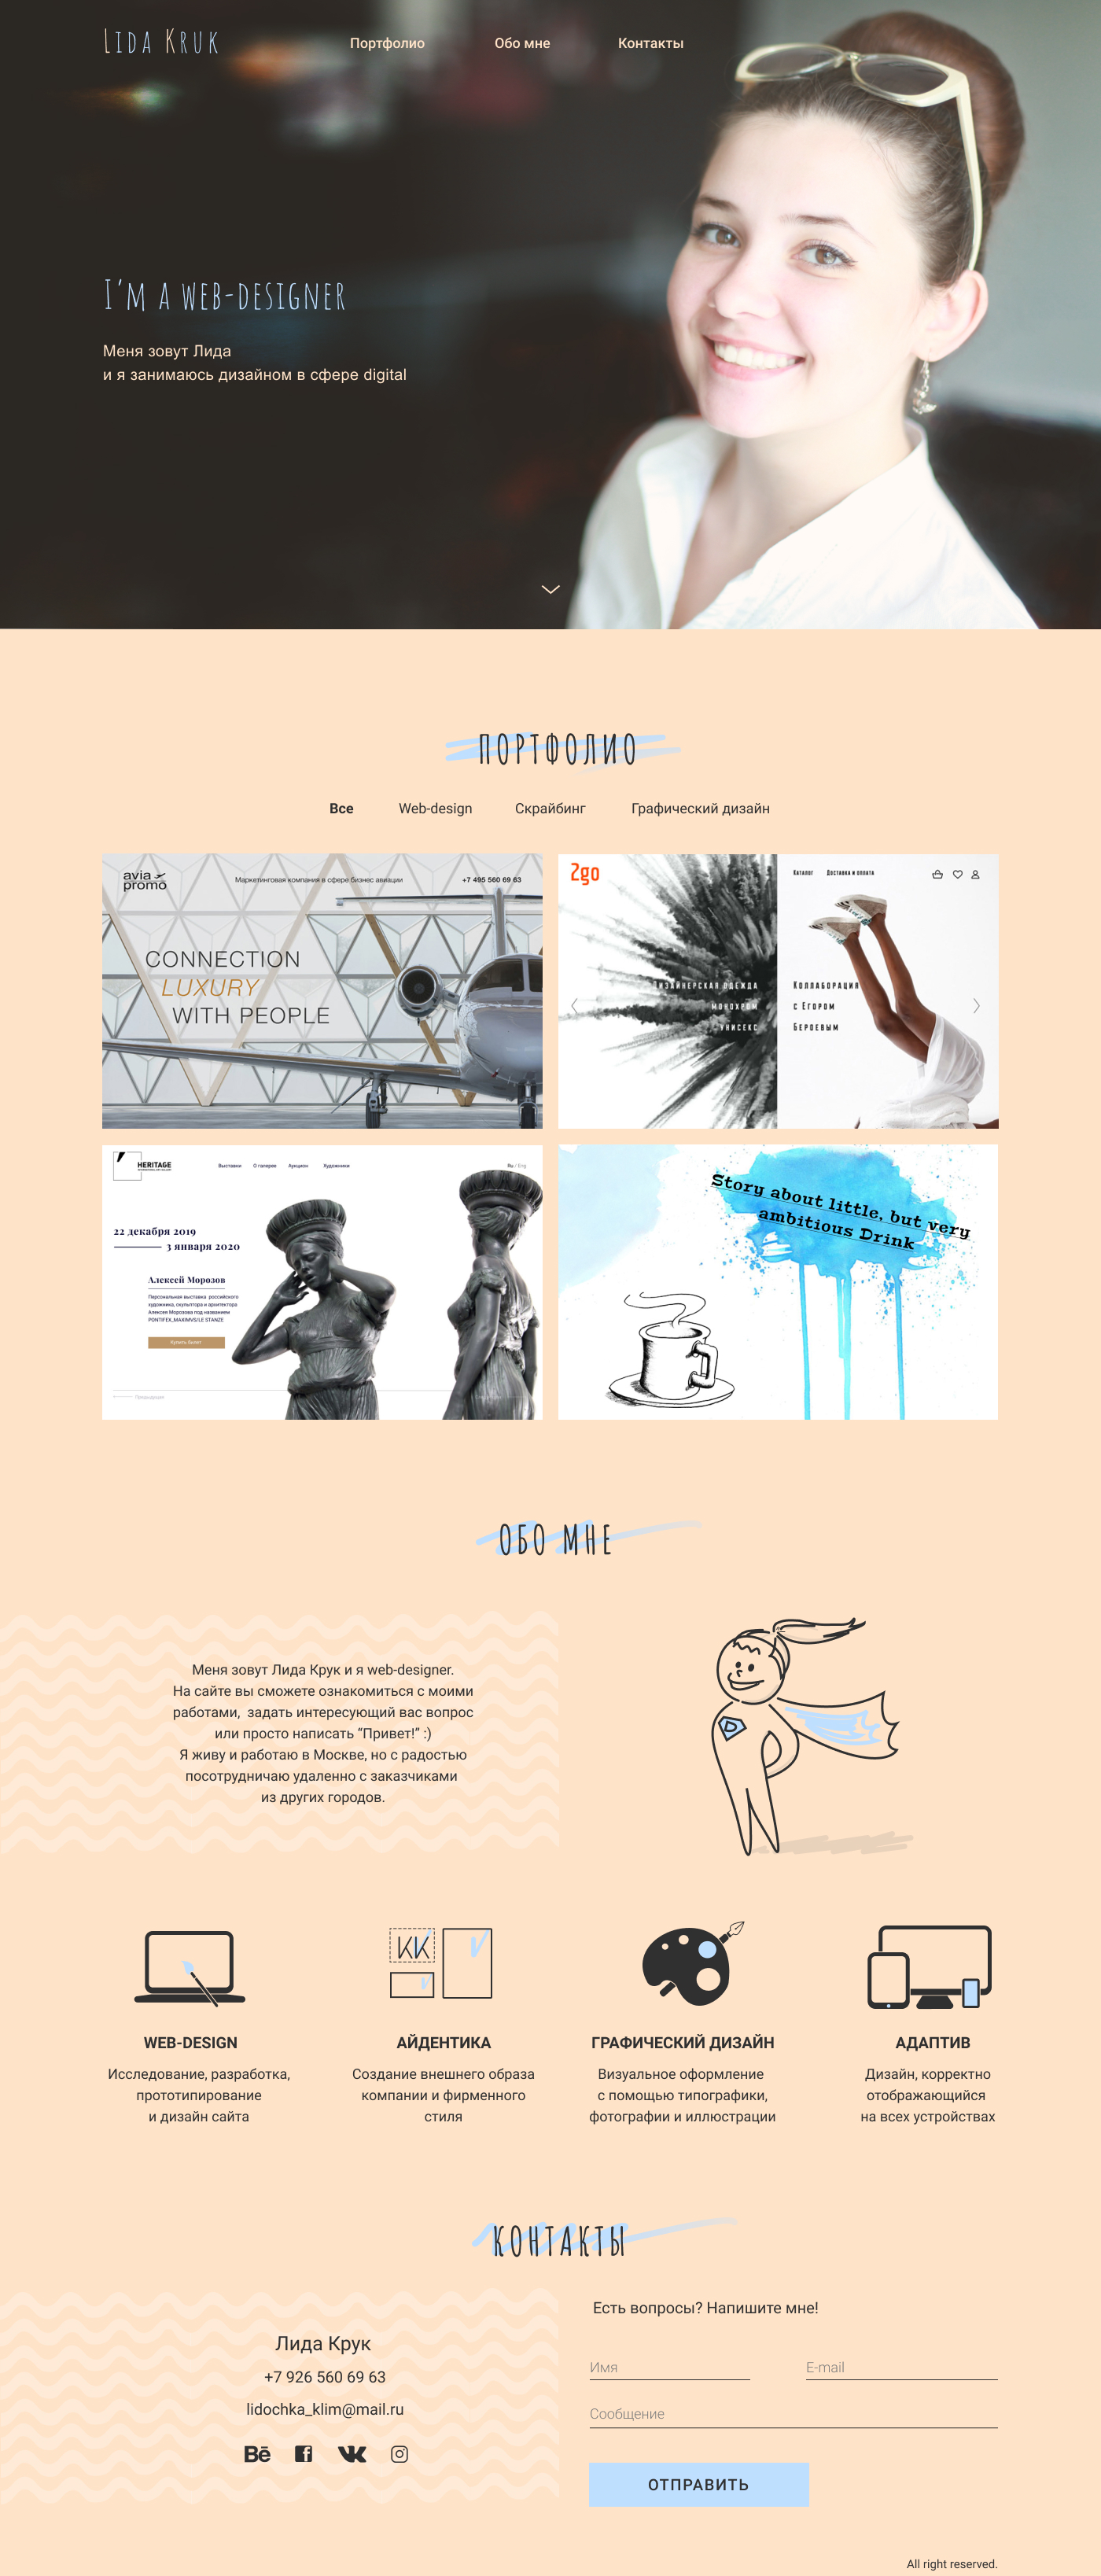 Lida Kruk
Портфолио
Обо мне
Контакты
I'm a web-designer
Меня зовут Лида
и я занимаюсь дизайном в сфере digital
ПОРТФОЛИО
Все
Web-design
Скрайбинг
Графический дизайн
avia
promo
Маркетинговая компания в сфере бизнес авиации
+7 495 560 69 63
CONNECTION
LUXURY
WITH PEOPLE
2go
Каталог
Доставка и оплата
Дизайнерская одежда
монохром
унисекс
Коллаборация
с Егором
Бероевым
HERITAGE
Выставки
О галерее
Аукцион
Художники
Ru / Eng
22 декабря 2019
3 января 2020
Алексей Морозов
Персональная выставка российского
художника, скульптора и архитектора
Алексея Морозова под названием
PONTIFEX_MAXIMVS/LE STANZE
Купить билет
Предыдущая
Story about little, but very
ambitious Drink
ОБО МНЕ
Меня зовут Лида Крук и я web-designer.
На сайте вы сможете ознакомиться с моими
работами, задать интересующий вас вопрос
или просто написать “Привет!” :)
Я живу и работаю в Москве, но с радостью
посотрудничаю удаленно с заказчиками
из других городов.
D
KK
WEB-DESIGN
Исследование, разработка,
прототипирование
и дизайн сайта
АЙДЕНТИКА
Создание внешнего образа
компании и фирменного
стиля
ГРАФИЧЕСКИЙ ДИЗАЙН
Визуальное оформление
с помощью типографики,
фотографии и иллюстрации
АДАПТИВ
Дизайн, корректно
отображающийся
на всех устройствах
КОНТАКТЫ
Лида Крук
+7 926 560 69 63
lidochka_klim@mail.ru
Bē
Есть вопросы? Напишите мне!
Имя
E-mail
Сообщение
ОТПРАВИТЬ
All right reserved.